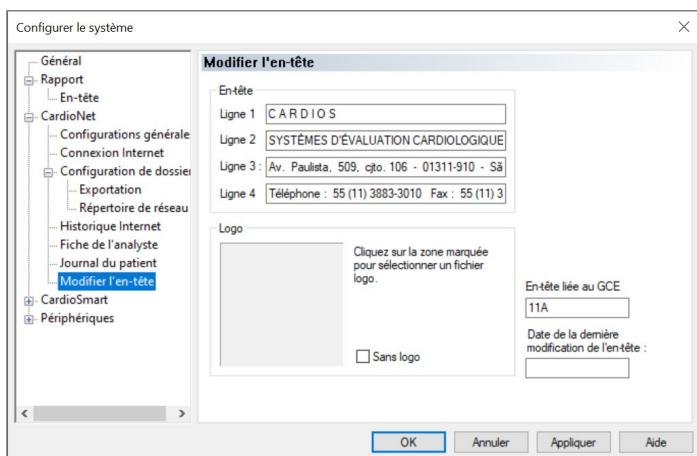 Configurer le système
Général
Rapport
En-tête
CardioNet
Configurations générale
Connexion Internet
Configuration de dossier
Exportation
Répertoire de réseau
Historique Internet
Fiche de l'analyste
Journal du patient
Modifier l'en-tête
CardioSmart
Périphériques
Modifier l'en-tête
En-tête
Ligne 1 C A R D I O S
Ligne 2 SYSTÈMES D'ÉVALUATION CARDIOLOGIQUE
Ligne 3 : Av. Paulista, 509, cjto. 106 - 01311-910 - Sã
Ligne 4 Téléphone : 55 (11) 3883-3010 Fax : 55 (11) 3
Logo
Cliquez sur la zone marquée
pour sélectionner un fichier
logo.
Sans logo
En-tête liée au GCE
11A
Date de la dernière
modification de l'en-tête :
OK Annuler Appliquer Aide